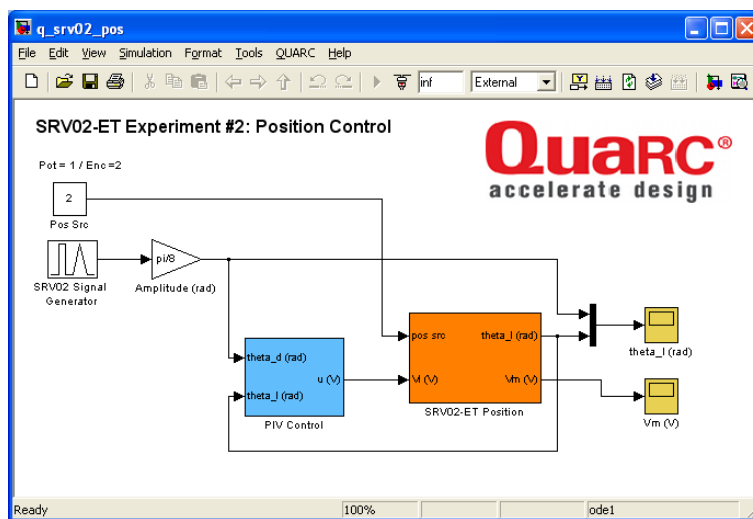 q_srv02_pos
File Edit View Simulation Format Tools QUARC Help
inf External
SRV02-ET Experiment #2: Position Control
QUARC®
accelerate design
Pot = 1 / Enc =2
2
Pos Src
pi/8
SRV02 Signal
Generator
Amplitude (rad)
theta_d (rad)
theta_l (rad)
u (V)
PIV Control
pos src
Vi (V)
theta_l (rad)
Vm (V)
SRV02-ET Position
theta_l (rad)
Vm (V)
Ready 100% ode1